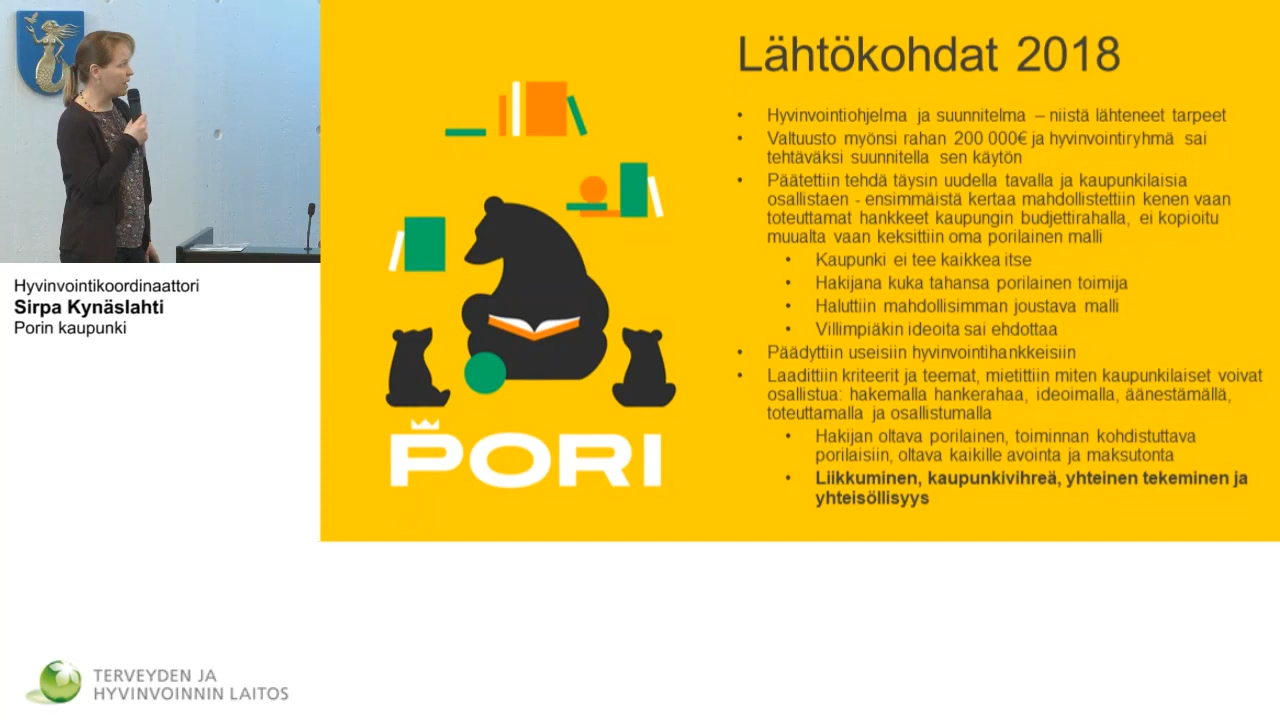 Lähtökohdat 2018
• Hyvinvointiohjelma ja suunnitelma – niistä lähteneet tarpeet
• Valtuusto myönsi rahan 200 000€ ja hyvinvointiryhmä sai
tehtäväksi suunnitella sen käytön
• Päätettiin tehdä täysin uudella tavalla ja kaupunkilaisia
osallistaen - ensimmäistä kertaa mahdollistettiin kenen vaan
toteuttamat hankkeet kaupungin budjettirahalla, ei kopioitu
muualta vaan keksittiin oma porilainen malli
• Kaupunki ei tee kaikkea itse
• Hakijana kuka tahansa porilainen toimija
• Haluttiin mahdollisimman joustava malli
• Villimpiäkin ideoita sai ehdottaa
• Päädyttiin useisiin hyvinvointihankkeisiin
• Laadittiin kriteerit ja teemat, mietittiin miten kaupunkilaiset voivat
osallistua: hakemalla hankerahaa, ideoimalla, äänestämällä,
toteuttamalla ja osallistumalla
• Hakijan oltava porilainen, toiminnan kohdistuttava
porilaisiin, oltava kaikille avointa ja maksutonta
• Liikkuminen, kaupunkivihreä, yhteinen tekeminen ja
yhteisöllisyys
PORI
Hyvinvointikoordinaattori
Sirpa Kynäslahti
Porin kaupunki
TERVEYDEN JA
HYVINVOINNIN LAITOS